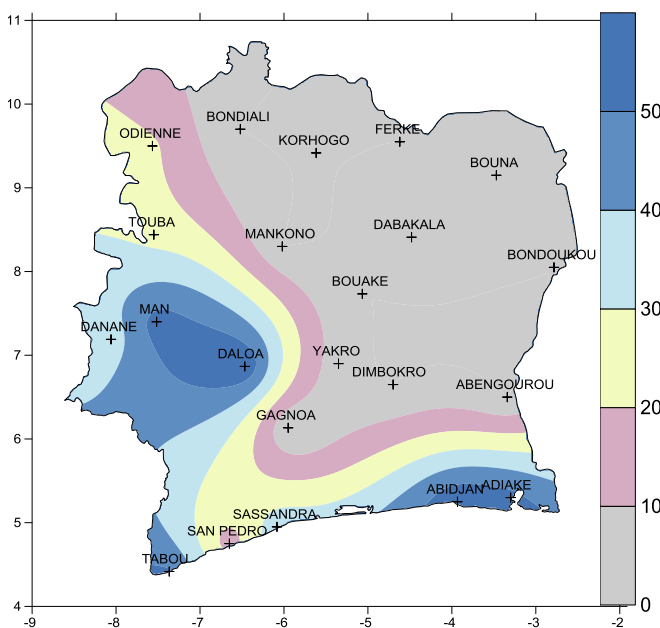 11
10
9
8
7
6
5
4
-9
-8
-7
-6
-5
-4
-3
-2
50
40
30
20
10
0
BONDIALI
ODIENNE
KORHOGO
FERKE
BOUNA
TOUBA
MANKONO
DABAKALA
BONDOUKOU
BOUAKE
MAN
DANANE
DALOA
YAKRO
DIMBOKRO
ABENGOUROU
GAGNOA
ABIDJAN
ADIAKE
SASSANDRA
SAN PEDRO
TABOU